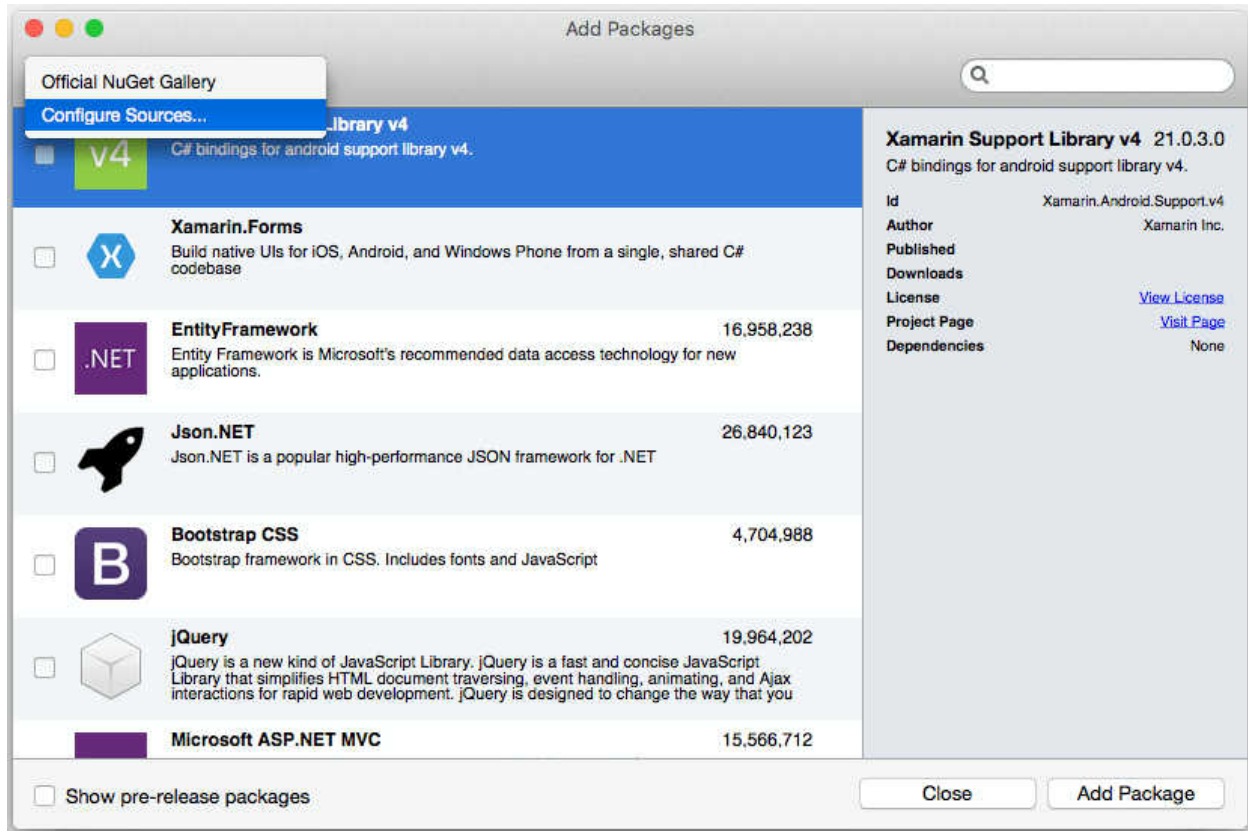 Add Packages
Official NuGet Gallery
Configure Sources...
Library v4
v4
C# bindings for android support library v4.
Xamarin.Forms
X
Build native UIs for iOS, Android, and Windows Phone from a single, shared C#
codebase
EntityFramework 16,958,238
.NET
Entity Framework is Microsoft's recommended data access technology for new
applications.
Json.NET 26,840,123
Json.NET is a popular high-performance JSON framework for .NET
Bootstrap CSS 4,704,988
B
Bootstrap framework in CSS. Includes fonts and JavaScript
jQuery 19,964,202
jQuery is a new kind of JavaScript Library. jQuery is a fast and concise JavaScript
Library that simplifies HTML document traversing, event handling, animating, and Ajax
interactions for rapid web development. jQuery is designed to change the way that you
Microsoft ASP.NET MVC 15,566,712
Xamarin Support Library v4 21.0.3.0
C# bindings for android support library v4.
Id Xamarin.Android.Support.v4
Author Xamarin Inc.
Published
Downloads
License View License
Project Page Visit Page
Dependencies None
Show pre-release packages
Close
Add Package